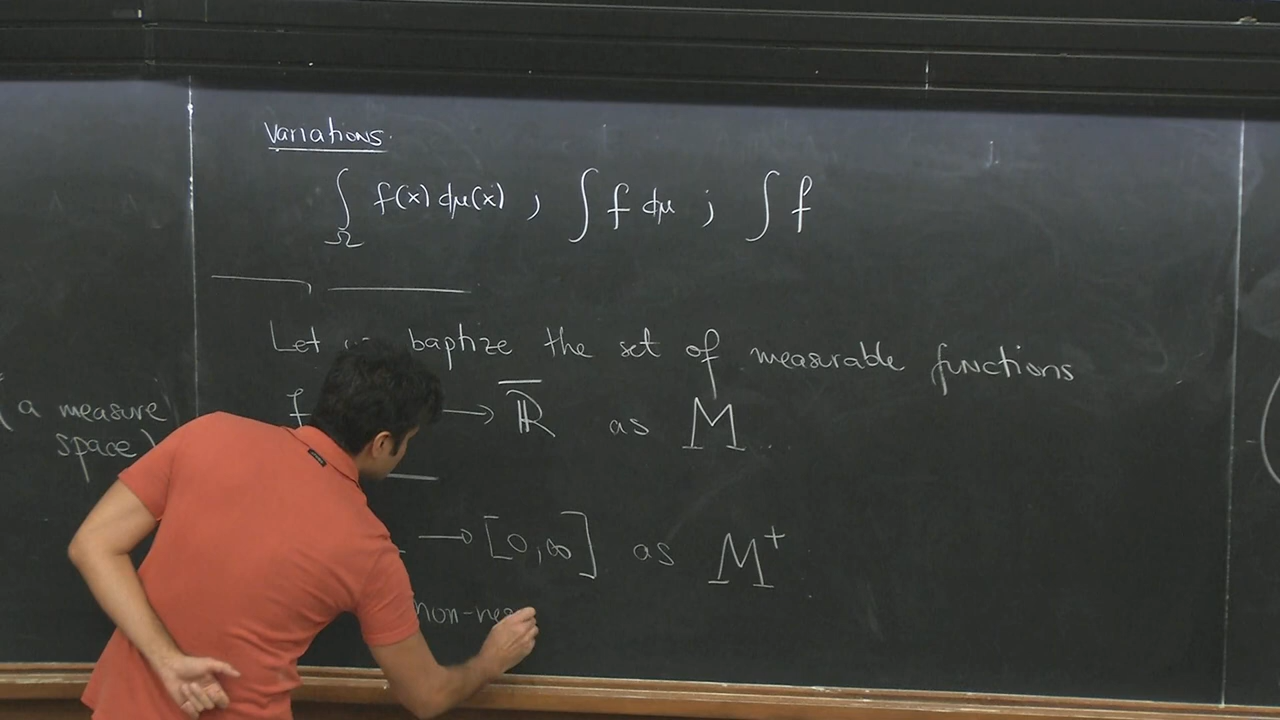 Variations.
∫_Ω f(x) dμ(x) ; ∫ f dμ ; ∫ f
Let baptize the set of measurable functions
f → ℝ̅ as M
(a measure
space)
→ [0,∞] as M⁺
non-neg